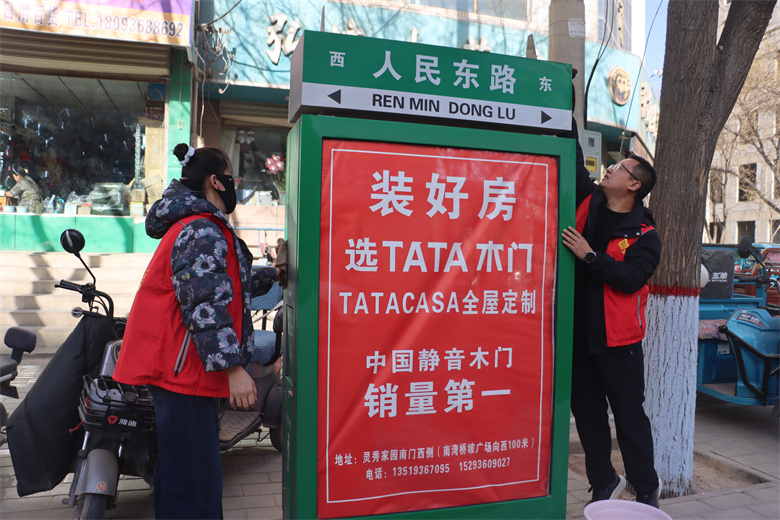 TEL 18093638692
弘
西 人民东路 东
REN MIN DONG LU
装好房
选TATA木门
TATACASA全屋定制
中国静音木门
销量第一
地址：灵秀家园南门西侧（南湾桥坡广场向西100米）
电话：13519367095 15293609027